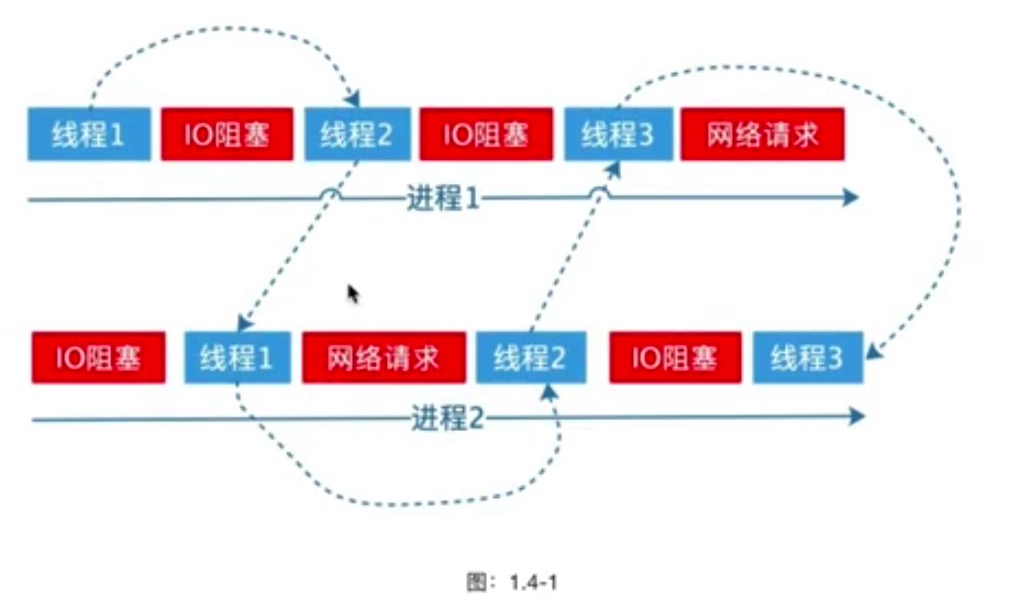 线程1 IO阻塞 线程2 IO阻塞 线程3 网络请求
进程1
IO阻塞 线程1 网络请求 线程2 IO阻塞 线程3
进程2
图：1.4-1